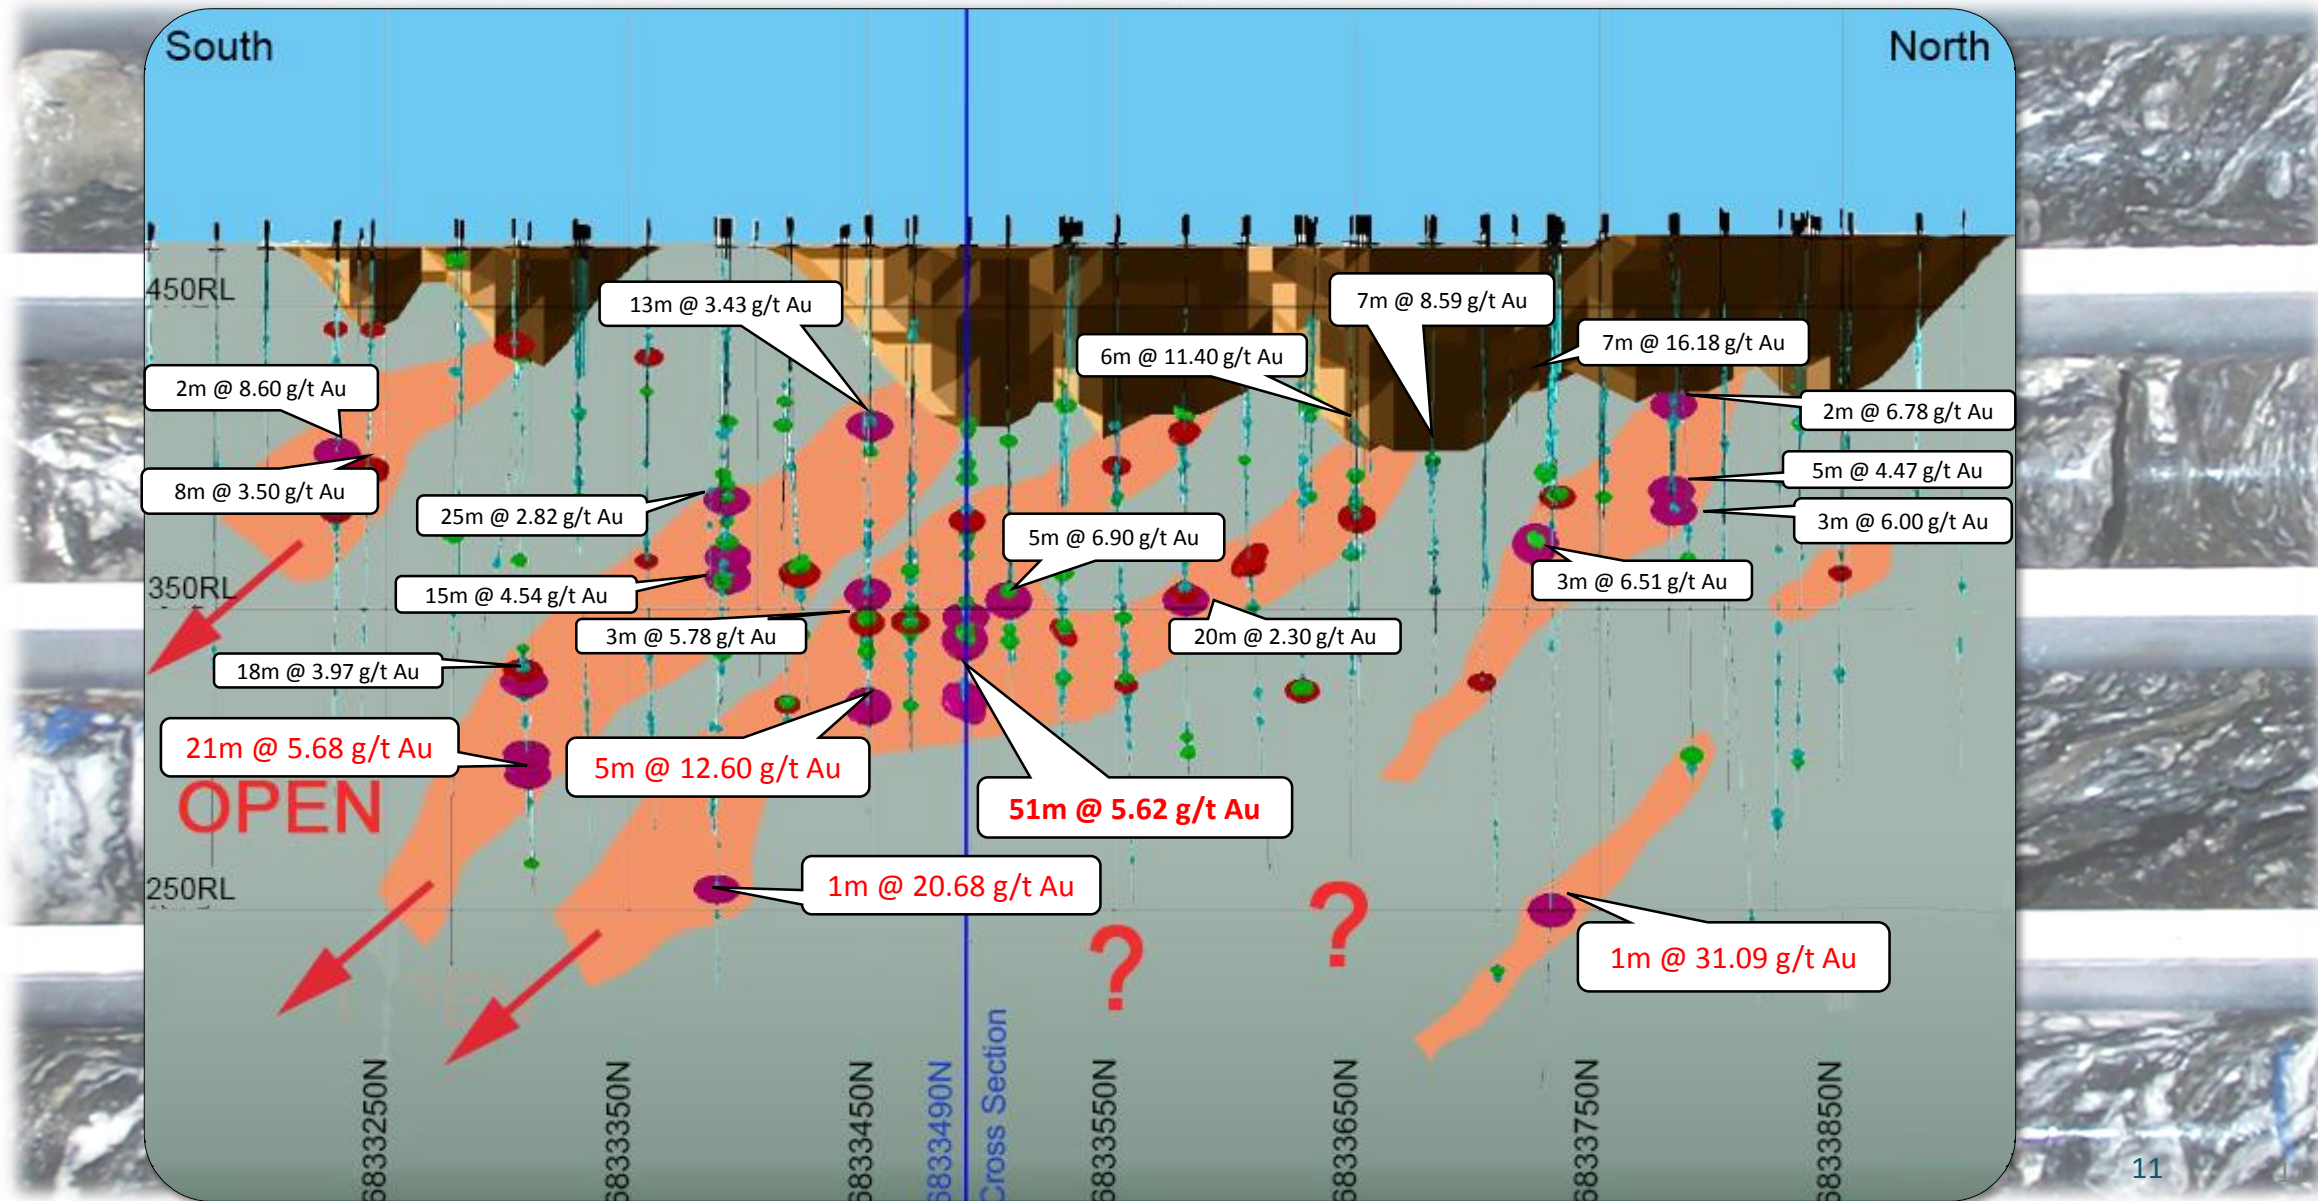 South
North
450RL
13m @ 3.43 g/t Au
7m @ 8.59 g/t Au
6m @ 11.40 g/t Au
7m @ 16.18 g/t Au
2m @ 8.60 g/t Au
2m @ 6.78 g/t Au
8m @ 3.50 g/t Au
5m @ 4.47 g/t Au
25m @ 2.82 g/t Au
3m @ 6.00 g/t Au
5m @ 6.90 g/t Au
350RL
15m @ 4.54 g/t Au
3m @ 6.51 g/t Au
3m @ 5.78 g/t Au
20m @ 2.30 g/t Au
18m @ 3.97 g/t Au
21m @ 5.68 g/t Au
5m @ 12.60 g/t Au
OPEN
51m @ 5.62 g/t Au
250RL
1m @ 20.68 g/t Au
?
?
1m @ 31.09 g/t Au
6833250N
6833350N
6833450N
6833490N
Cross Section
6833550N
6833650N
6833750N
6833850N
11